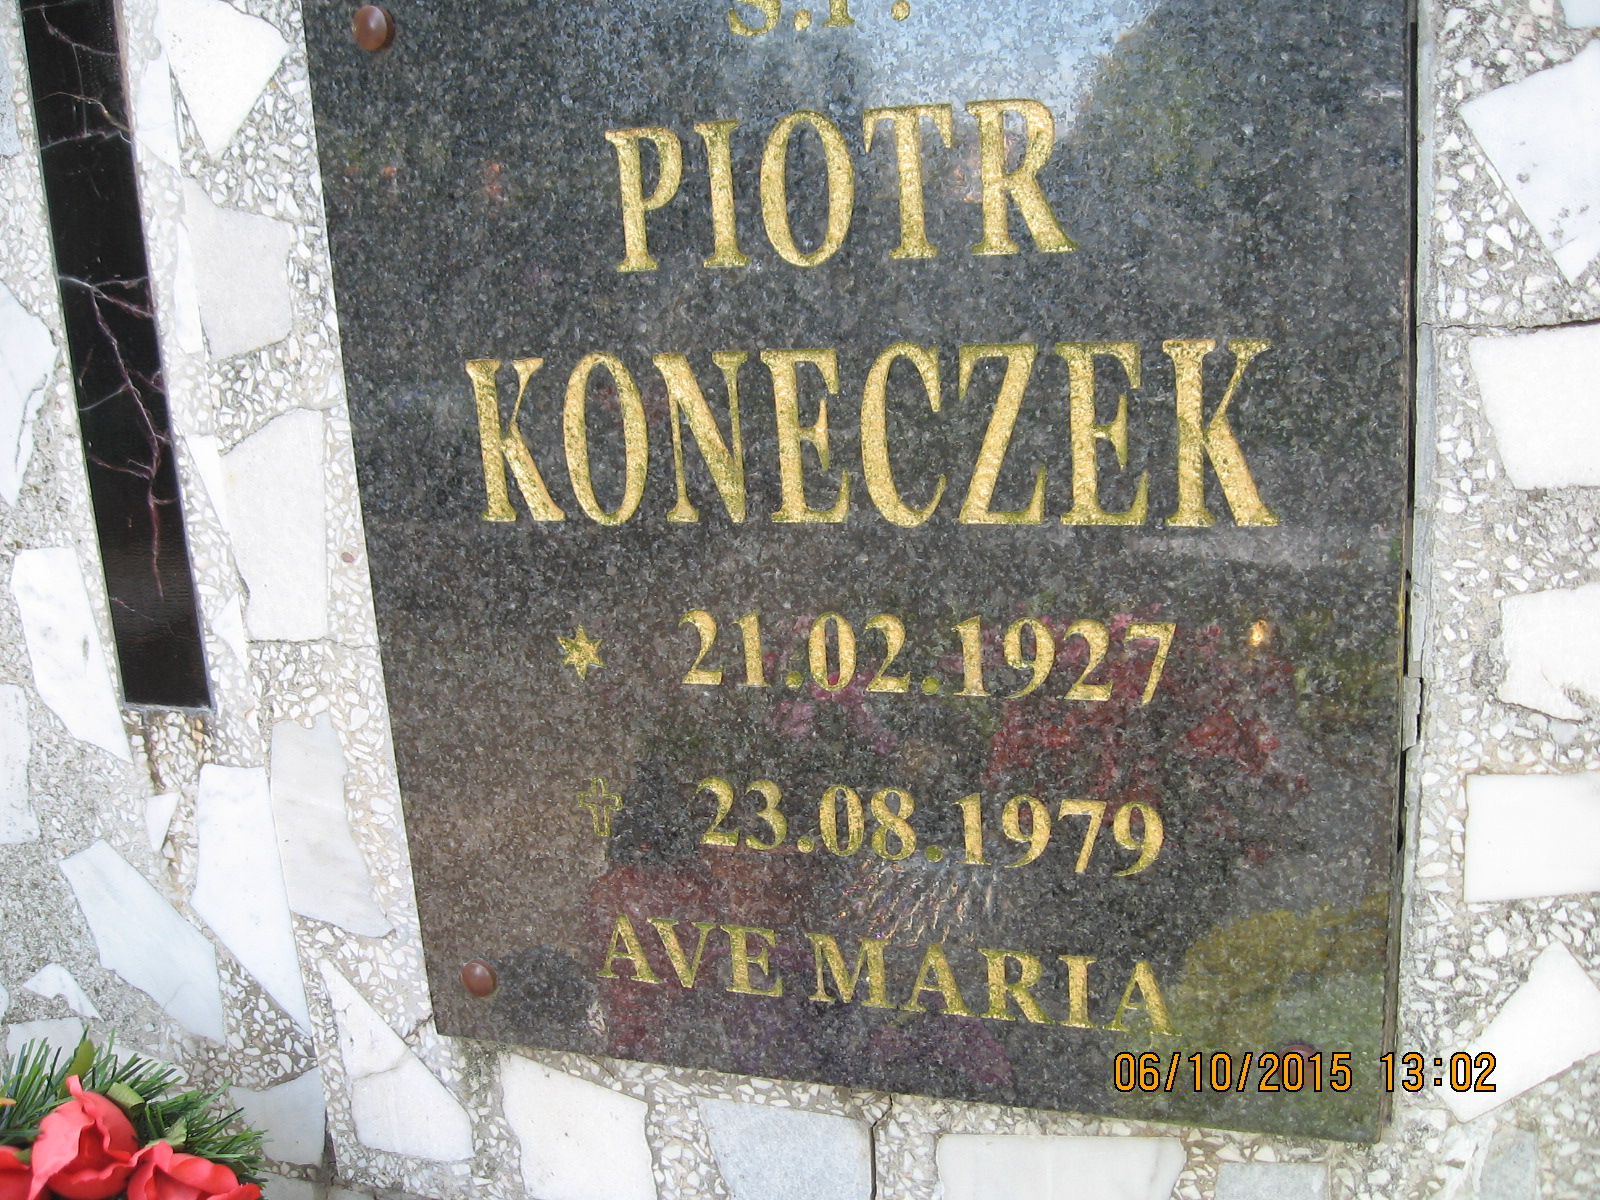 Ś.P.
PIOTR
KONECZEK
* 21.02.1927
✝ 23.08.1979
AVE MARIA
06/10/2015 13:02